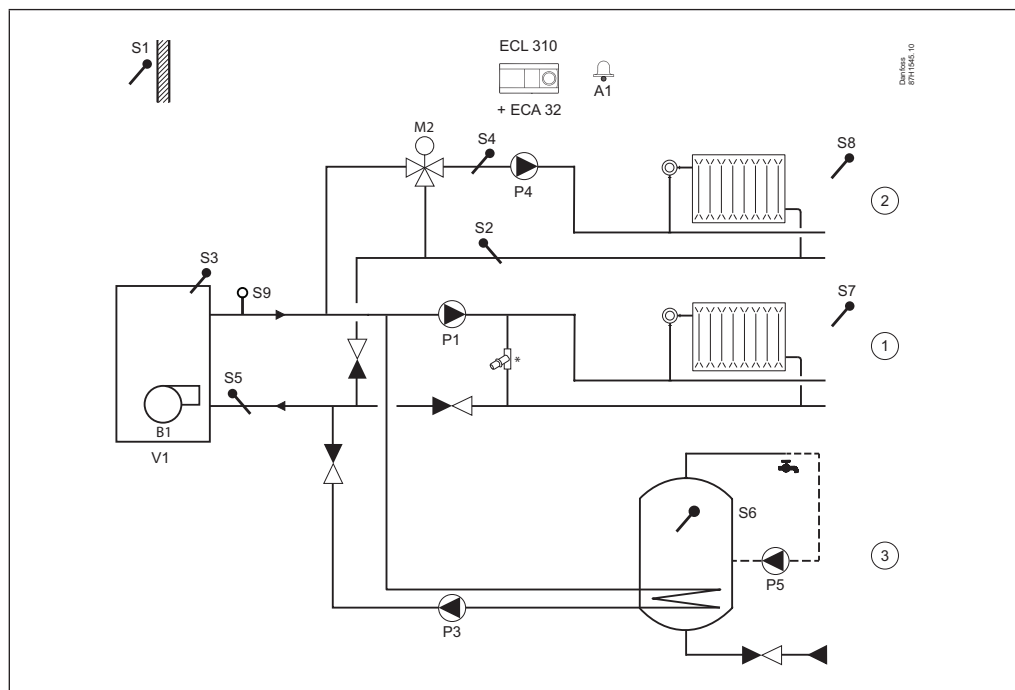 S1
ECL 310
A1
+ ECA 32
Danfoss
87H1545.10
M2
S4
P4
S8
2
S2
S3
S9
P1
*
S7
1
S5
B1
V1
S6
P5
3
P3